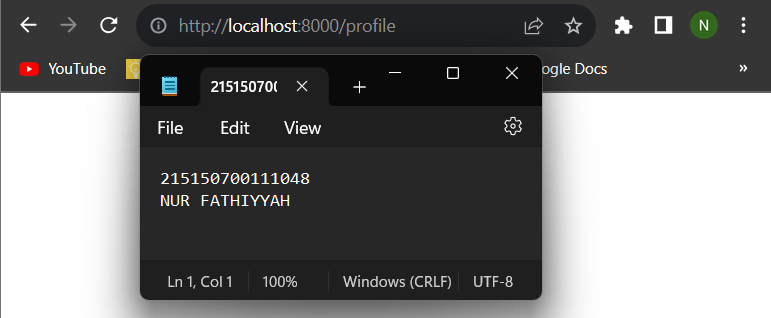 http://localhost:8000/profile
N
YouTube
ogle Docs
»
215150700
File Edit View
215150700111048
NUR FATHIYYAH
Ln 1, Col 1 100% Windows (CRLF) UTF-8